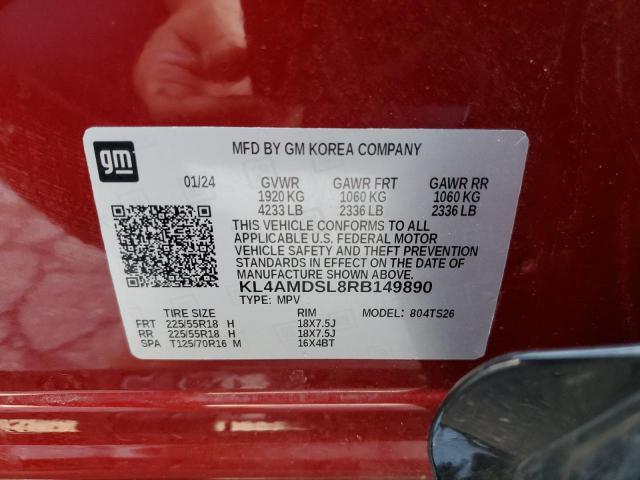 gm
MFD BY GM KOREA COMPANY
01/24 GVWR GAWR FRT GAWR RR
1920 KG 1060 KG 1060 KG
4233 LB 2336 LB 2336 LB
THIS VEHICLE CONFORMS TO ALL
APPLICABLE U.S. FEDERAL MOTOR
VEHICLE SAFETY AND THEFT PREVENTION
STANDARDS IN EFFECT ON THE DATE OF
MANUFACTURE SHOWN ABOVE.
KL4AMDSL8RB149890
TYPE: MPV
TIRE SIZE RIM MODEL: 804TS26
FRT 225/55R18 H 18X7.5J
RR 225/55R18 H 18X7.5J
SPA T125/70R16 M 16X4BT